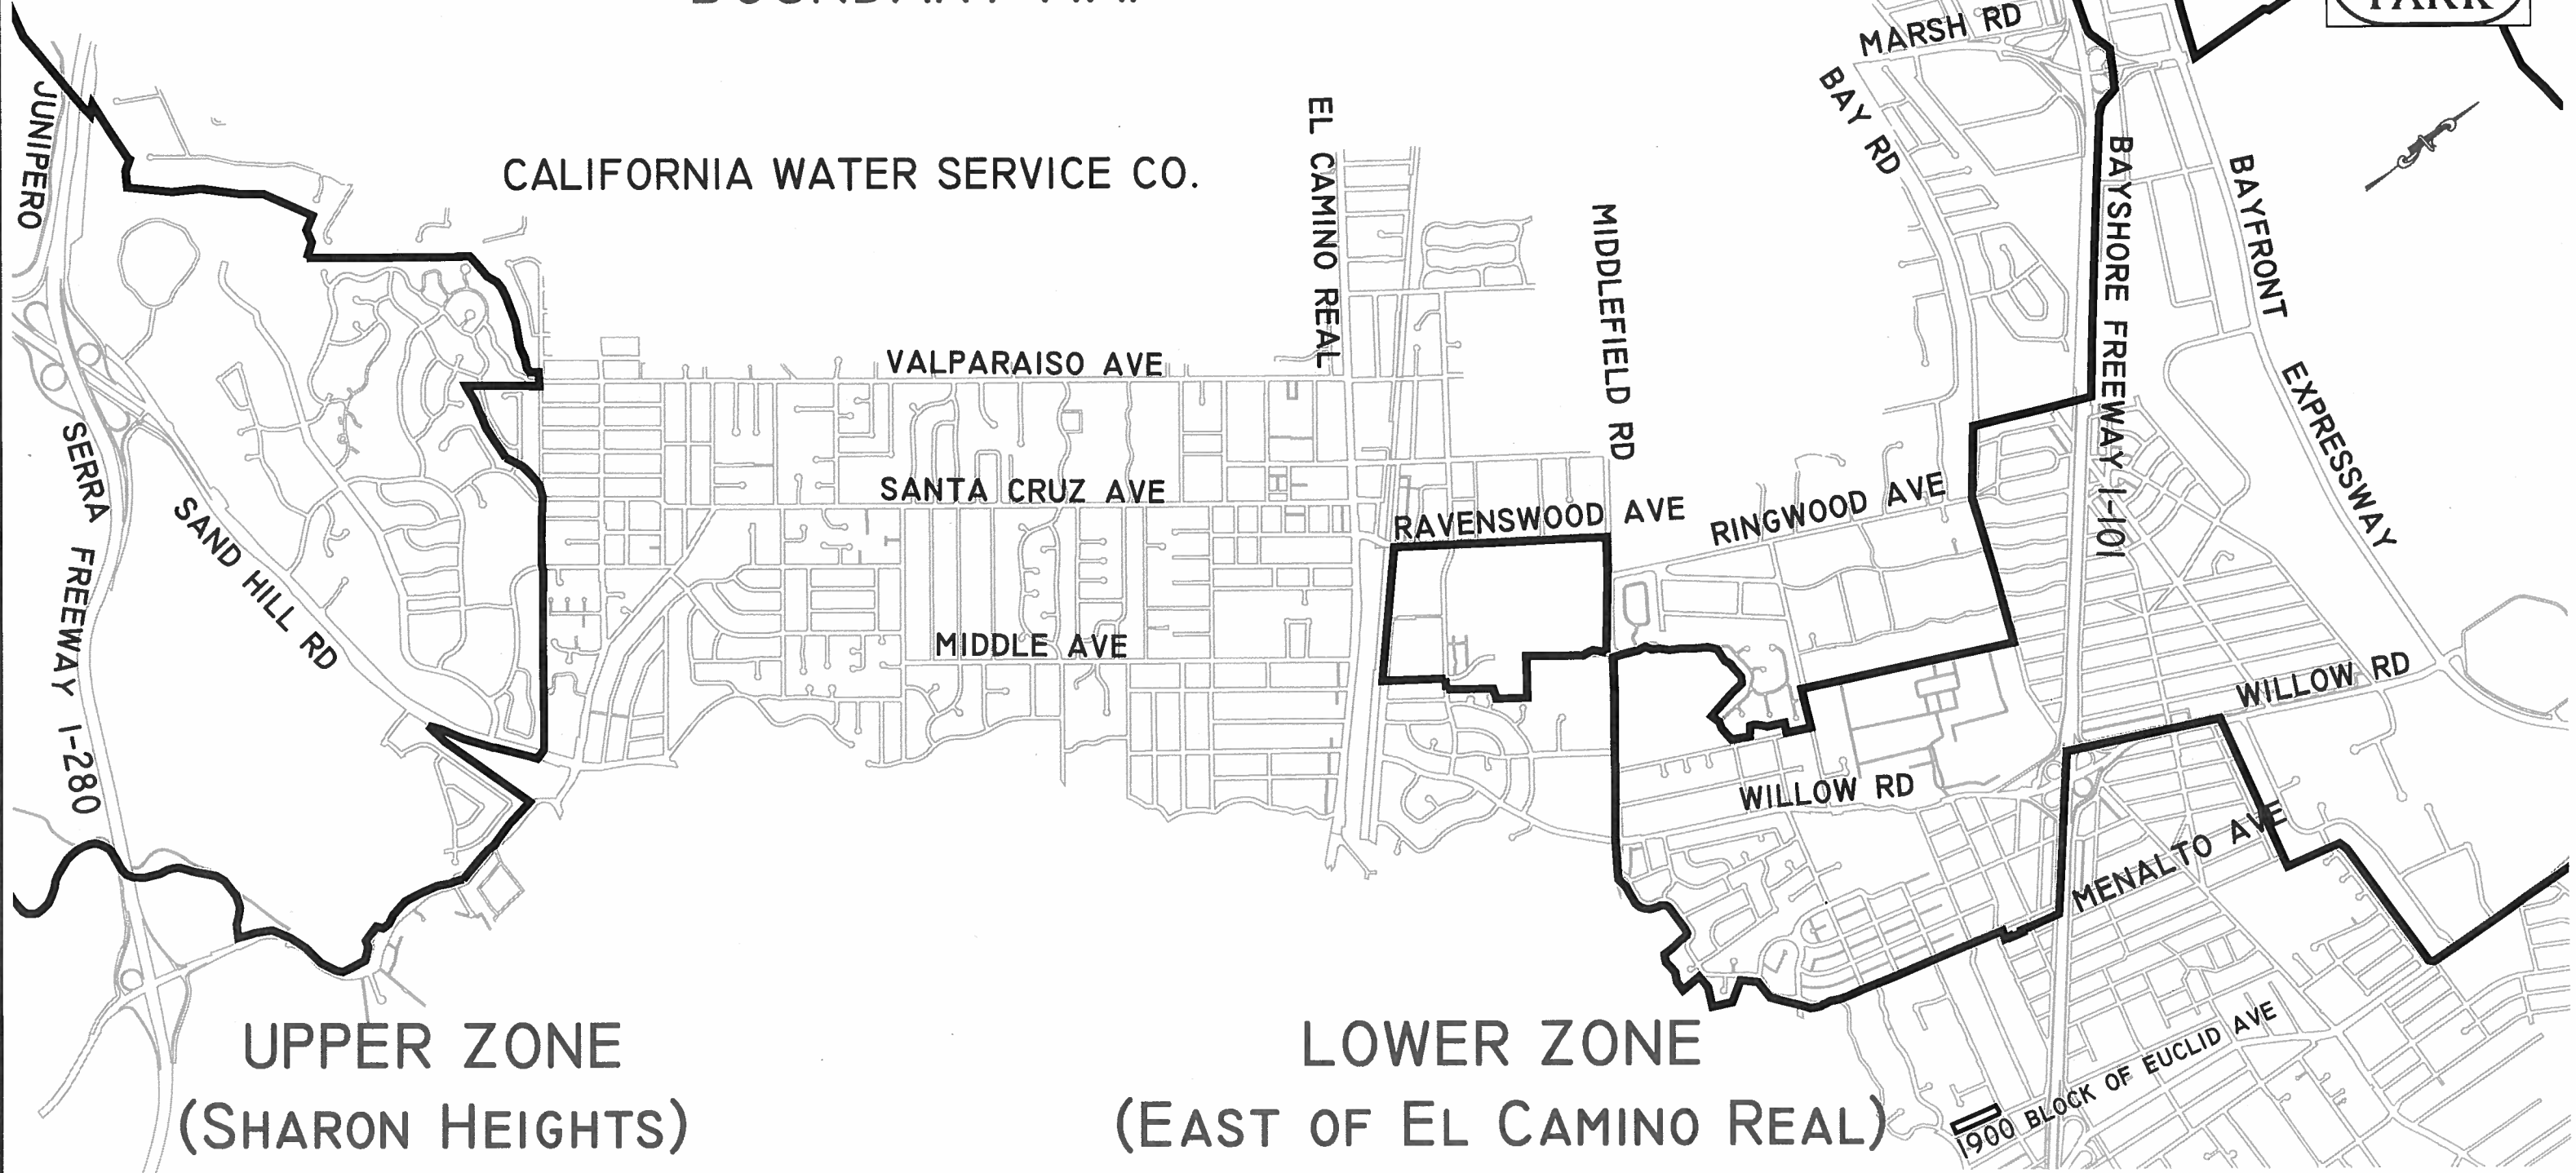 BOUNDARY MAP
PARK
MARSH RD
BAY RD
JUNIPERO
SERRA
FREEWAY I-280
CALIFORNIA WATER SERVICE CO.
EL CAMINO REAL
MIDDLEFIELD RD
BAYSHORE FREEWAY I-101
BAYFRONT
EXPRESSWAY
VALPARAISO AVE
SANTA CRUZ AVE
RAVENSWOOD AVE
RINGWOOD AVE
SAND HILL RD
MIDDLE AVE
WILLOW RD
WILLOW RD
MENALTO AVE
UPPER ZONE
(SHARON HEIGHTS)
LOWER ZONE
(EAST OF EL CAMINO REAL)
1900 BLOCK OF EUCLID AVE